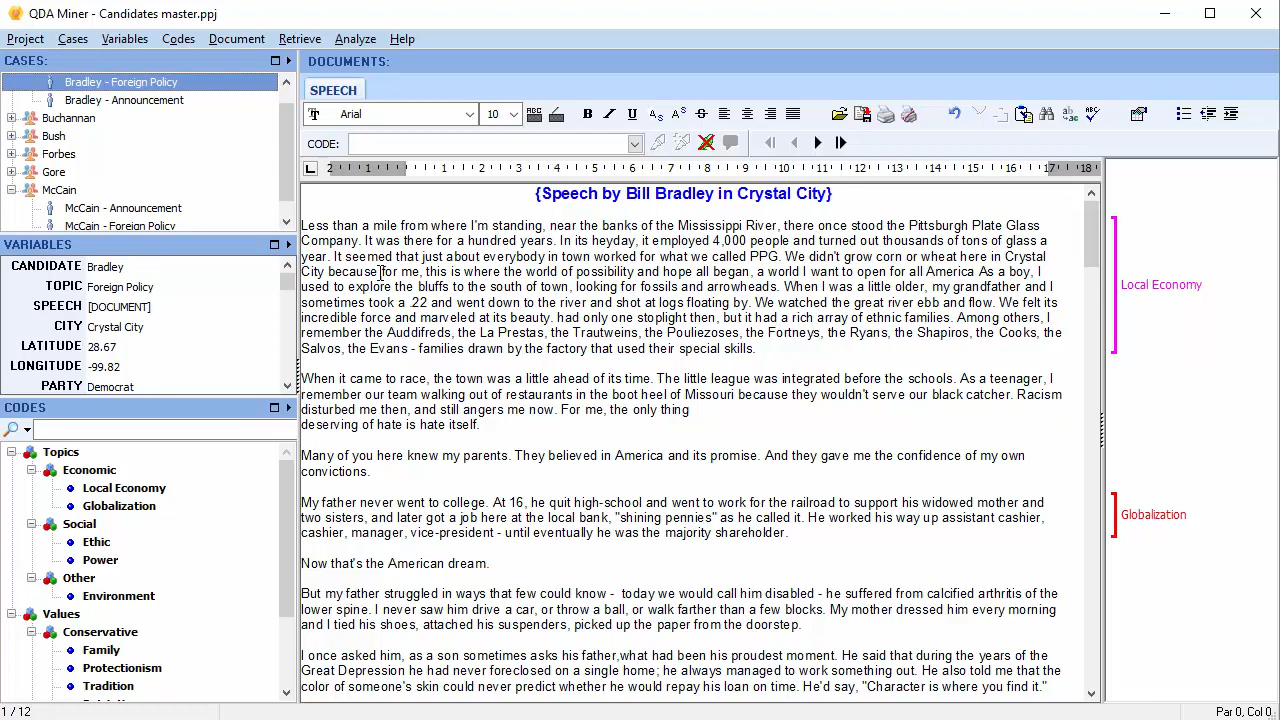 QDA Miner - Candidates master.ppj
Project Cases Variables Codes Document Retrieve Analyze Help
CASES:
Bradley - Foreign Policy
Bradley - Announcement
Buchannan
Bush
Forbes
Gore
McCain
McCain - Announcement
McCain - Foreign Policy
VARIABLES
CANDIDATE Bradley
TOPIC Foreign Policy
SPEECH [DOCUMENT]
CITY Crystal City
LATITUDE 28.67
LONGITUDE -99.82
PARTY Democrat
CODES
Topics
Economic
Local Economy
Globalization
Social
Ethic
Power
Other
Environment
Values
Conservative
Family
Protectionism
Tradition
1 / 12
DOCUMENTS:
SPEECH
Arial 10
CODE:
2 1 1 2 3 4 5 6 7 8 9 10 11 12 13 14 15 16 17 18
{Speech by Bill Bradley in Crystal City}
Less than a mile from where I'm standing, near the banks of the Mississippi River, there once stood the Pittsburgh Plate Glass
Company. It was there for a hundred years. In its heyday, it employed 4,000 people and turned out thousands of tons of glass a
year. It seemed that just about everybody in town worked for what we called PPG. We didn't grow corn or wheat here in Crystal
City because for me, this is where the world of possibility and hope all began, a world I want to open for all America As a boy, I
used to explore the bluffs to the south of town, looking for fossils and arrowheads. When I was a little older, my grandfather and I
sometimes took a .22 and went down to the river and shot at logs floating by. We watched the great river ebb and flow. We felt its
incredible force and marveled at its beauty. had only one stoplight then, but it had a rich array of ethnic families. Among others, I
remember the Auddifreds, the La Prestas, the Trautweins, the Pouliezoses, the Fortneys, the Ryans, the Shapiros, the Cooks, the
Salvos, the Evans - families drawn by the factory that used their special skills.
When it came to race, the town was a little ahead of its time. The little league was integrated before the schools. As a teenager, I
remember our team walking out of restaurants in the boot heel of Missouri because they wouldn't serve our black catcher. Racism
disturbed me then, and still angers me now. For me, the only thing
deserving of hate is hate itself.
Many of you here knew my parents. They believed in America and its promise. And they gave me the confidence of my own
convictions.
My father never went to college. At 16, he quit high-school and went to work for the railroad to support his widowed mother and
two sisters, and later got a job here at the local bank, "shining pennies" as he called it. He worked his way up assistant cashier,
cashier, manager, vice-president - until eventually he was the majority shareholder.
Now that's the American dream.
But my father struggled in ways that few could know - today we would call him disabled - he suffered from calcified arthritis of the
lower spine. I never saw him drive a car, or throw a ball, or walk farther than a few blocks. My mother dressed him every morning
and I tied his shoes, attached his suspenders, picked up the paper from the doorstep.
I once asked him, as a son sometimes asks his father,what had been his proudest moment. He said that during the years of the
Great Depression he had never foreclosed on a single home; he always managed to work something out. He also told me that the
color of someone's skin could never predict whether he would repay his loan on time. He'd say, "Character is where you find it."
Local Economy
Globalization
Par 0, Col 0